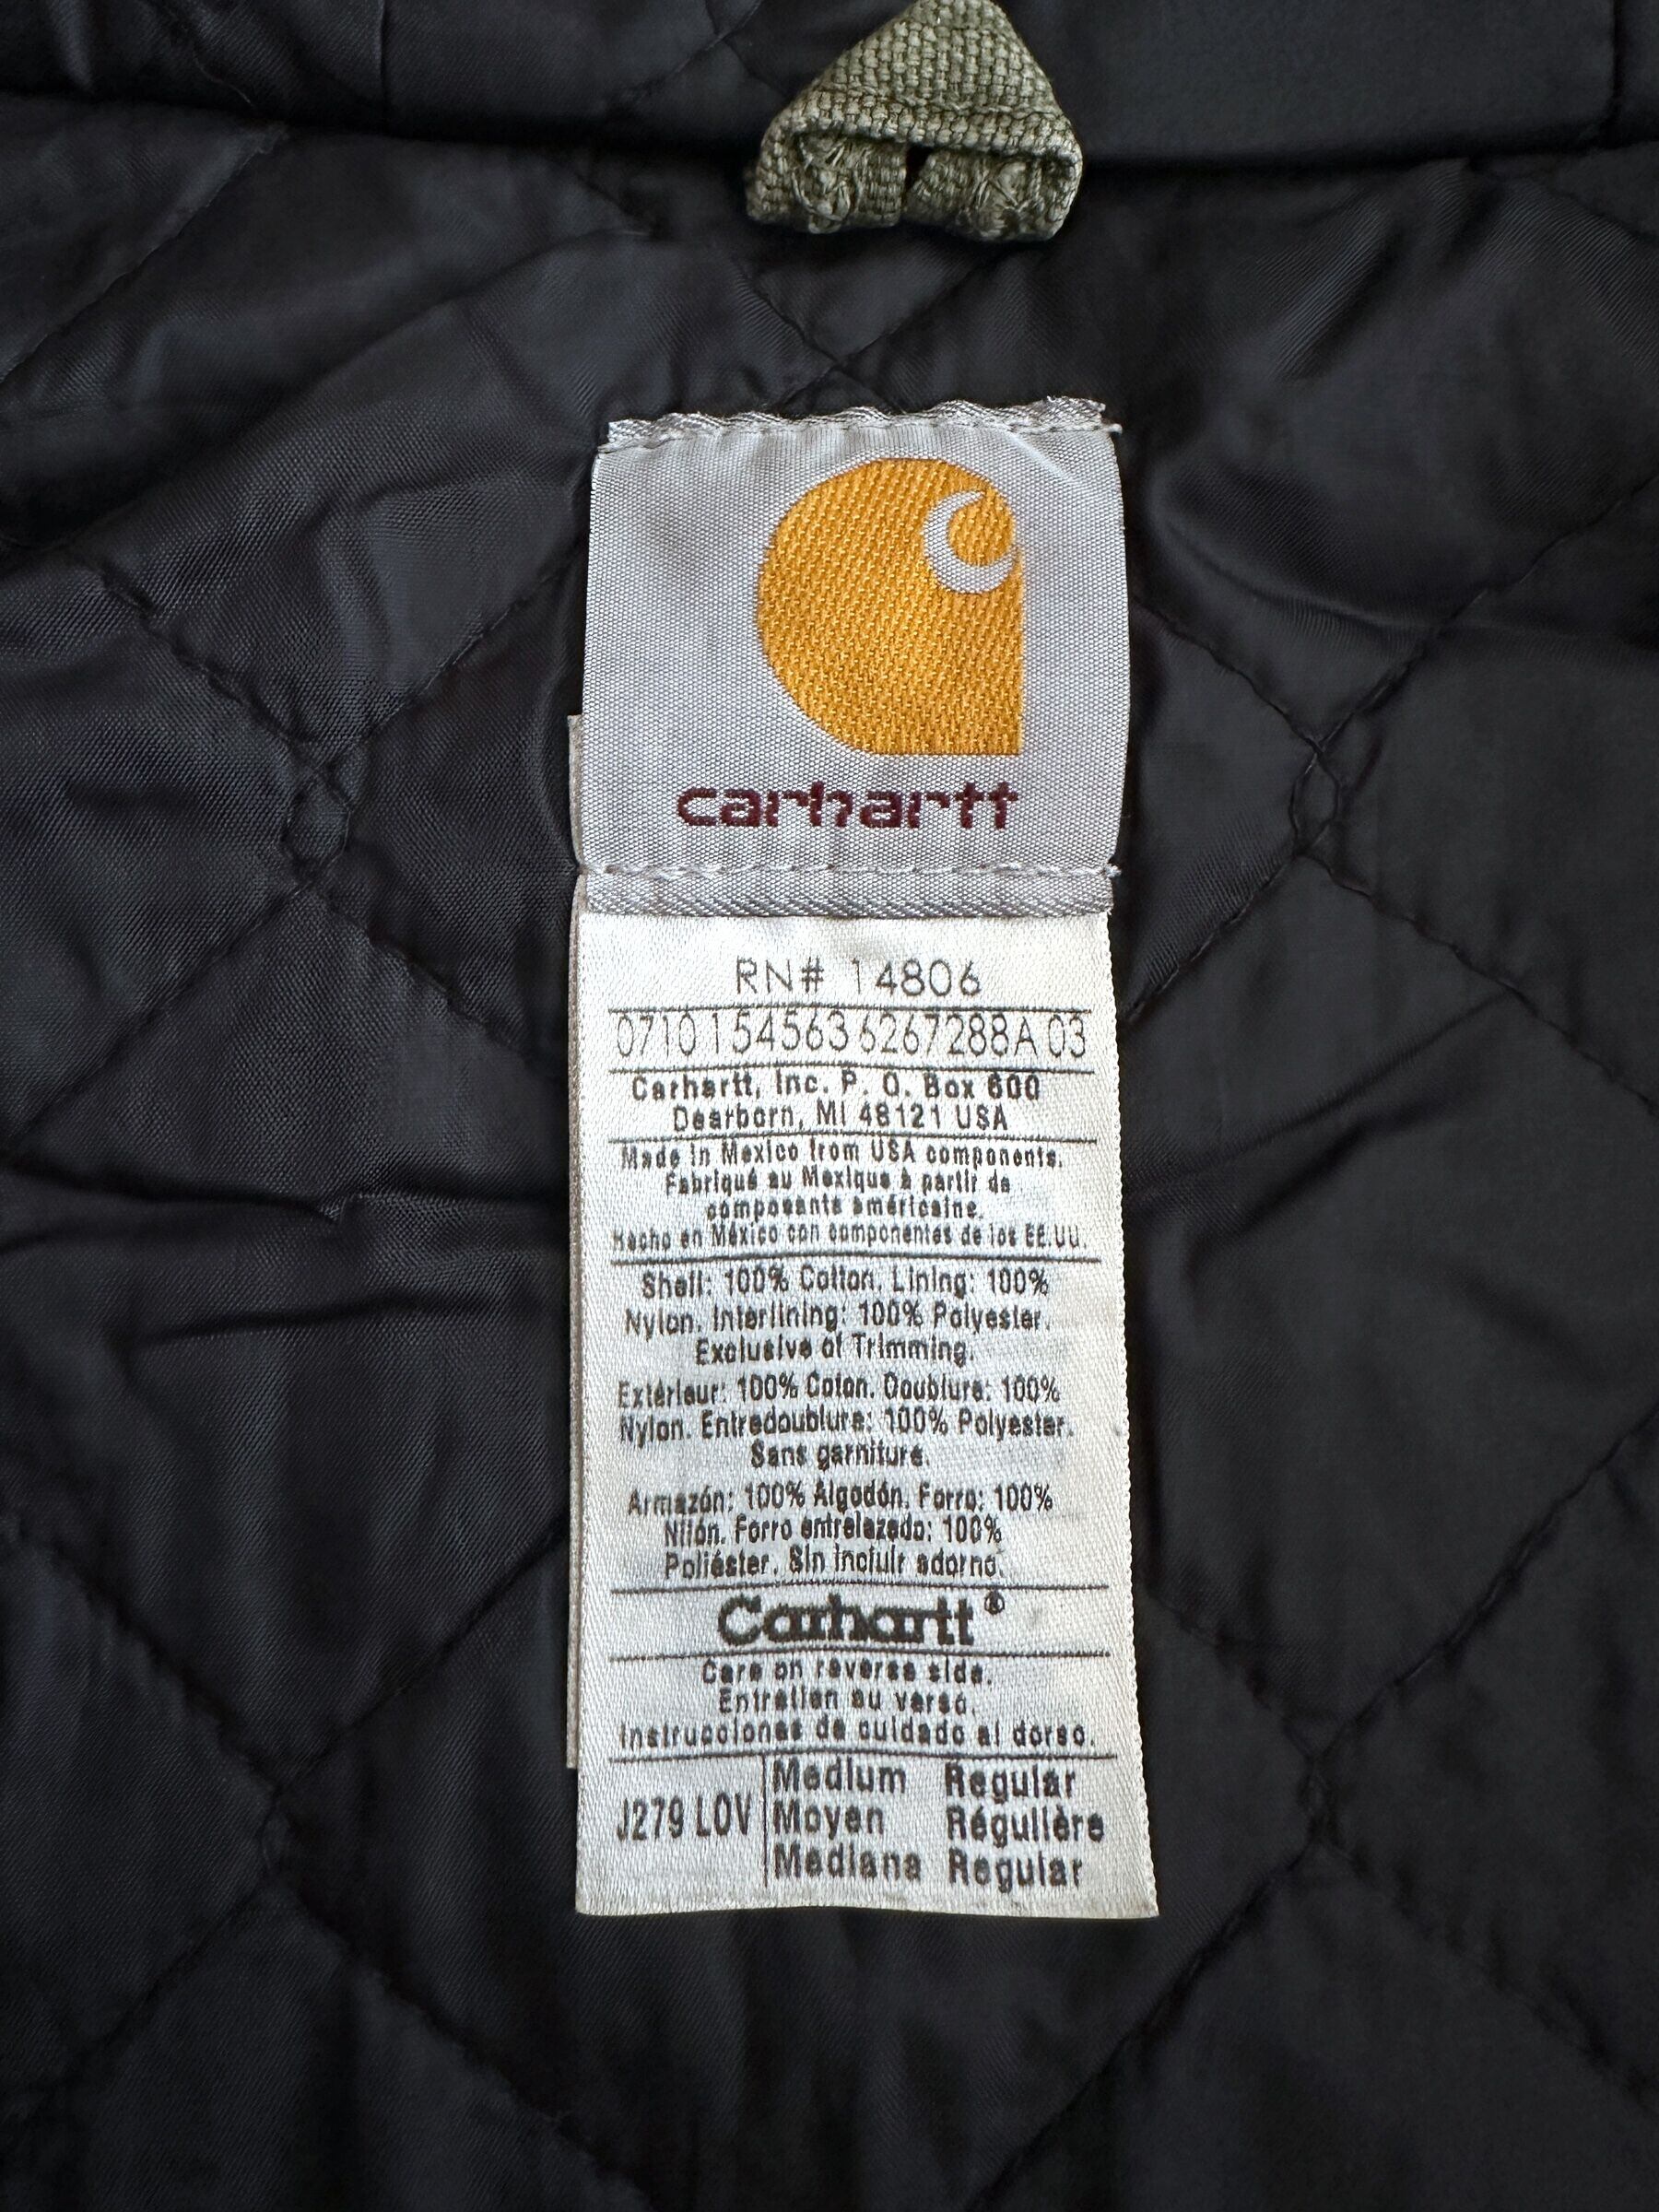 carhartt
RN# 14806
0710 154563 6267288A 03
Carhartt, Inc. P. O. Box 600
Dearborn, MI 48121 USA
Made in Mexico from USA components.
Fabriqué au Mexique à partir de
composants américaine.
Hecho en México con componentes de los EE.UU.
Shell: 100% Cotton. Lining: 100%
Nylon. Interlining: 100% Polyester.
Exclusive of Trimming.
Extérieur: 100% Coton. Doublure: 100%
Nylon. Entredoublure: 100% Polyester.
Sans garniture.
Armazón: 100% Algodón. Forro: 100%
Nilón. Forro entrelazado: 100%
Poliéster. Sin incluir adorno.
Carhartt®
Care on reverse side.
Entretien au verso.
Instrucciones de cuidado al dorso.
J279 LOV
Medium Regular
Moyen Régulière
Mediana Regular